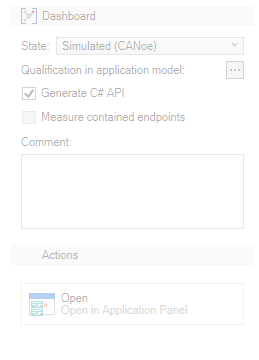 Dashboard
State: Simulated (CANoe)
Qualification in application model: ...
Generate C# API
Measure contained endpoints
Comment:
Actions
Open
Open in Application Panel